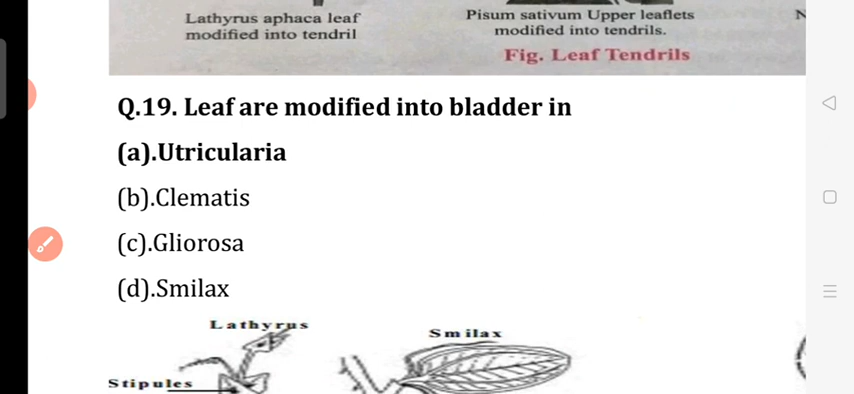 Lathyrus aphaca leaf
modified into tendril
Pisum sativum Upper leaflets
modified into tendrils.
Fig. Leaf Tendrils
Q.19. Leaf are modified into bladder in
(a).Utricularia
(b).Clematis
(c).Gliorosa
(d).Smilax
Lathyrus
Smilax
Stipules